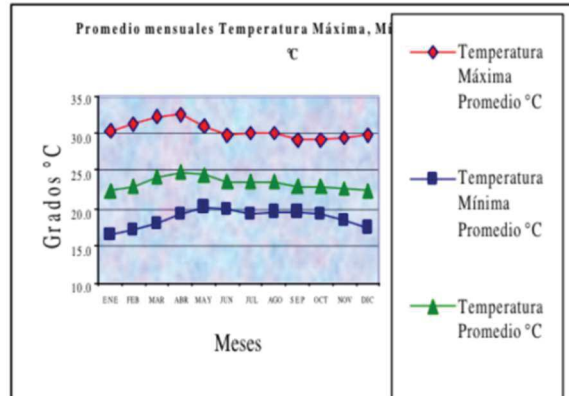 Promedio mensuales Temperatura Máxima, Mí
°C
Grados °C
35.0
30.0
25.0
20.0
15.0
10.0
ENE FEB MAR ABR MAY JUN JUL AGO SEP OCT NOV DIC
Meses
Temperatura
Máxima
Promedio °C
Temperatura
Mínima
Promedio °C
Temperatura
Promedio °C